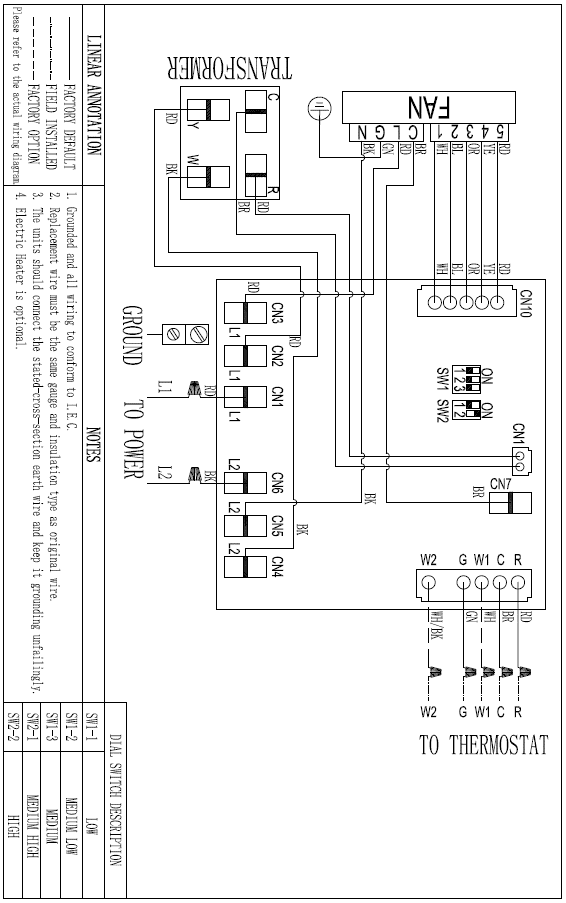 TRANSFORMER
C
R
Y
W
RD
BK
BR
RD
FAN
N G L C
1 2 3 4 5
BK
GN
RD
BR
WH
BL
OR
YE
RD
WH
BL
OR
YE
RD
CN10
RD
CN3
L1
RD
CN2
L1
CN1
L1
RD
CN6
L2
BK
CN5
L2
CN4
BK
BK
ON
1 2 3
SW1
ON
1 2
SW2
CN1
CN7
BR
GROUND
TO POWER
L1
L2
W2 G W1 C R
WH/BK
GN
WH
BR
RD
W2 G W1 C R
TO THERMOSTAT
LINEAR ANNOTATION
FACTORY DEFAULT
FIELD INSTALLED
FACTORY OPTION
Please refer to the actual wiring diagram
NOTES
1. Grounded and all wiring to conform to I.E.C.
2. Replacement wire must be the same gauge and insulation type as original wire.
3. The units should connect the stated-cross-section earth wire and keep it grounding unfailingly.
4. Electric Heater is optional.
DIAL SWITCH DESCRIPTION
SW1-1 LOW
SW1-2 MEDIUM LOW
SW1-3 MEDIUM
SW2-1 MEDIUM HIGH
SW2-2 HIGH